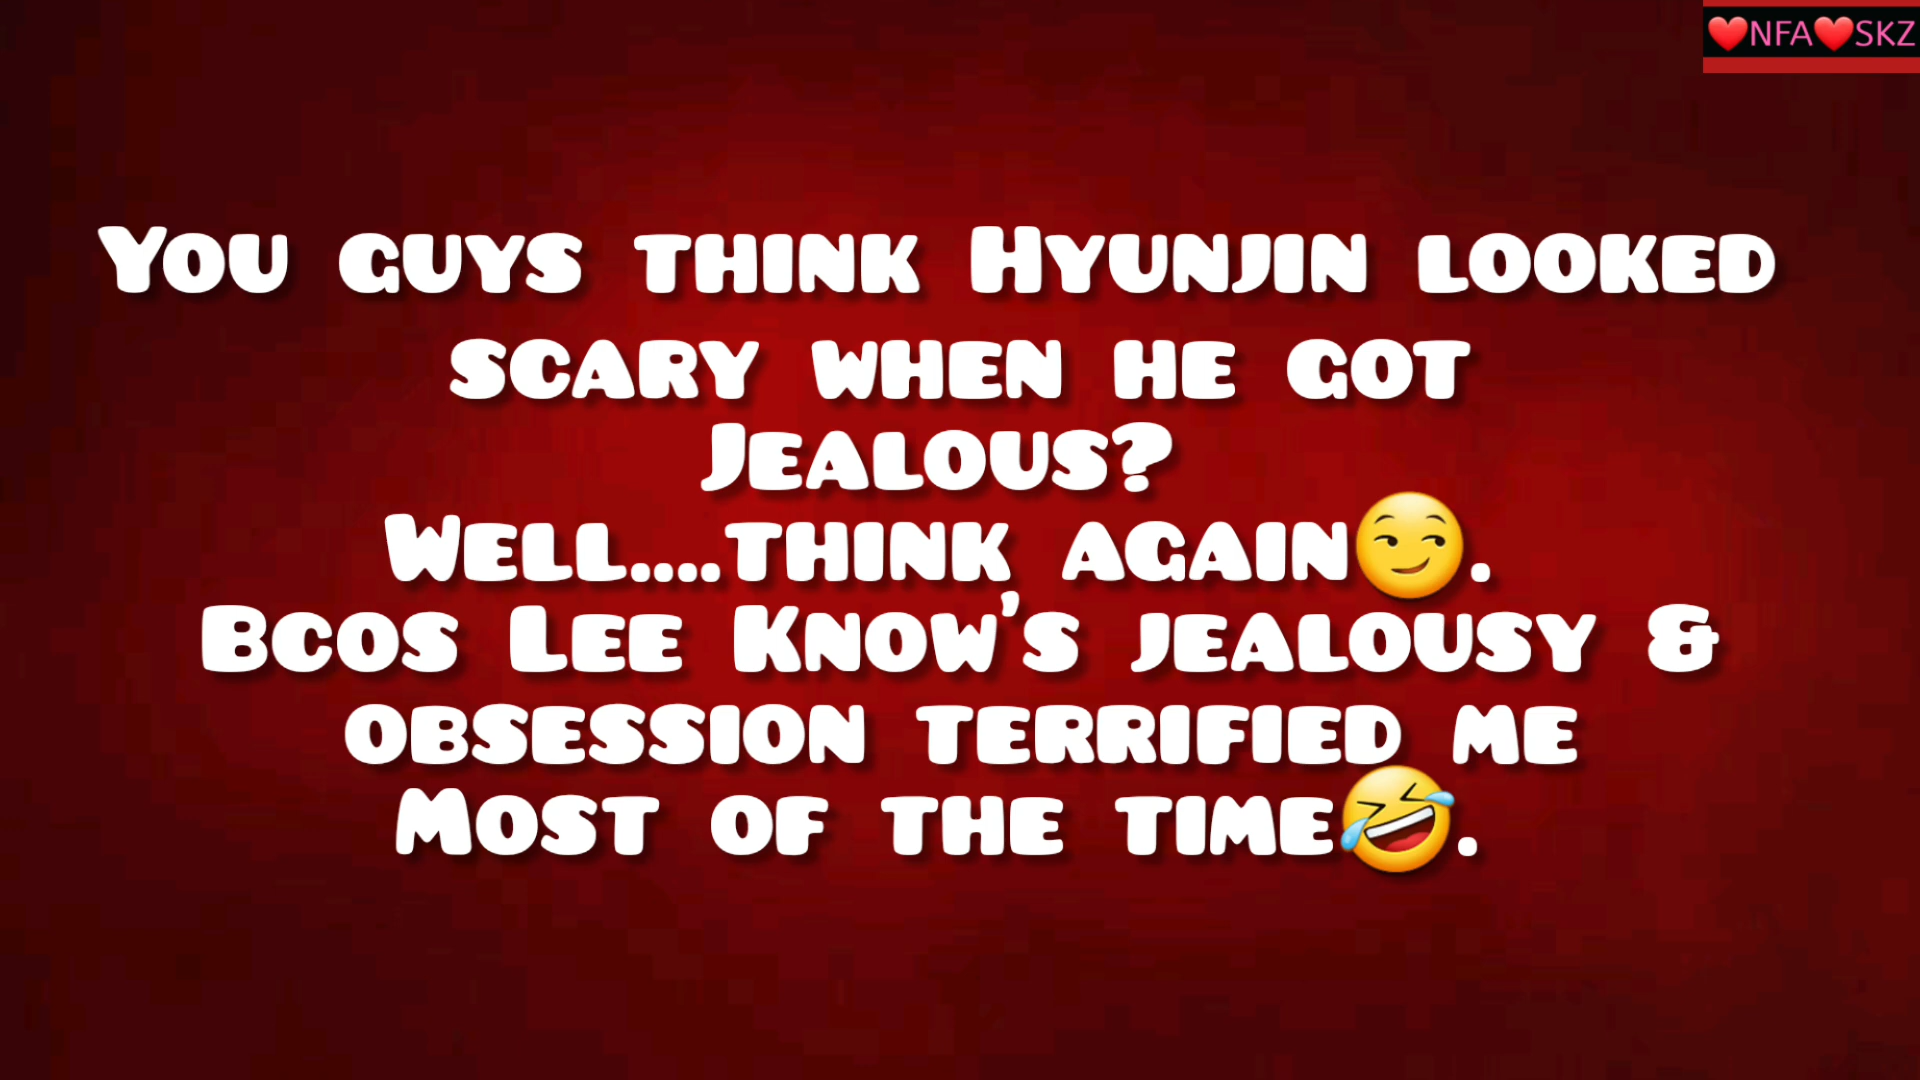 ❤️NFA❤️SKZ
You guys think Hyunjin looked
scary when he got
Jealous?
Well....think again😏.
Bcos Lee Know's jealousy &
obsession terrified me
Most of the time🤣.